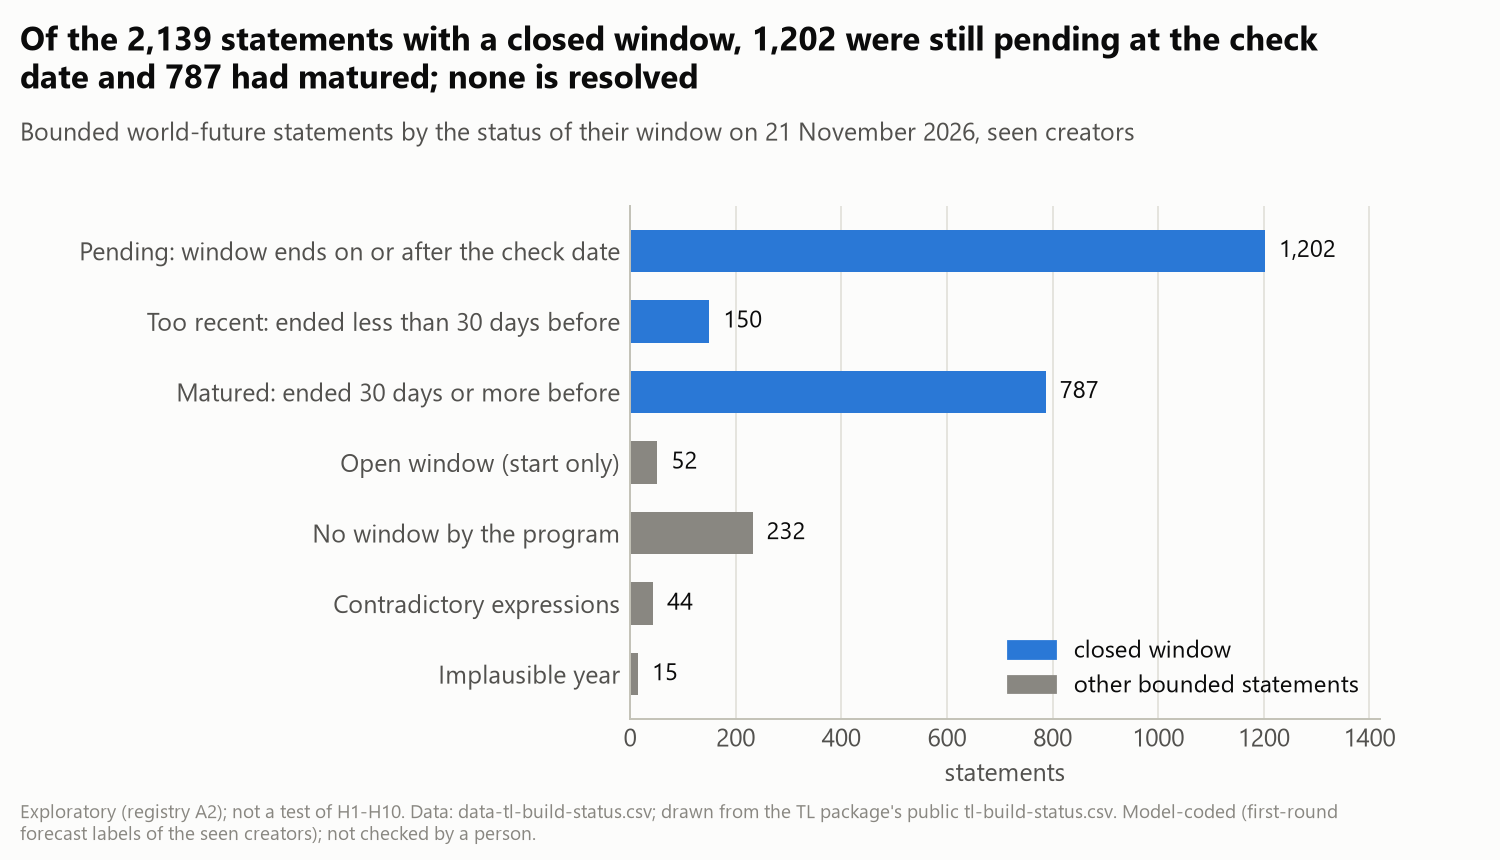 Of the 2,139 statements with a closed window, 1,202 were still pending at the check
date and 787 had matured; none is resolved
Bounded world-future statements by the status of their window on 21 November 2026, seen creators
Pending: window ends on or after the check date 1,202
Too recent: ended less than 30 days before 150
Matured: ended 30 days or more before 787
Open window (start only) 52
No window by the program 232
Contradictory expressions 44
Implausible year 15
closed window
other bounded statements
0 200 400 600 800 1000 1200 1400
statements
Exploratory (registry A2); not a test of H1-H10. Data: data-tl-build-status.csv; drawn from the TL package's public tl-build-status.csv. Model-coded (first-round
forecast labels of the seen creators); not checked by a person.